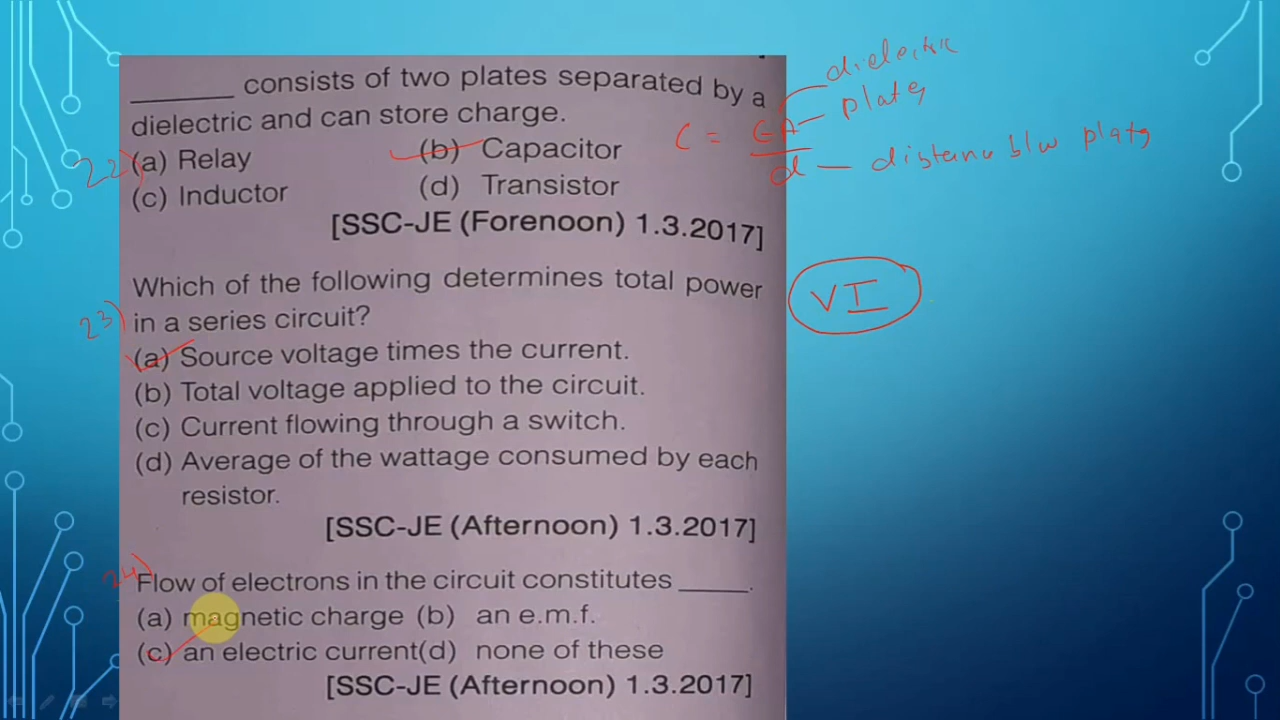 _______ consists of two plates separated by a
dielectric and can store charge.
22) (a) Relay (b) Capacitor
(c) Inductor (d) Transistor
[SSC-JE (Forenoon) 1.3.2017]
dielectric
C = ЄA — plates
d — distance b/w plates
23) Which of the following determines total power
in a series circuit?
VI
(a) Source voltage times the current.
(b) Total voltage applied to the circuit.
(c) Current flowing through a switch.
(d) Average of the wattage consumed by each
resistor.
[SSC-JE (Afternoon) 1.3.2017]
24) Flow of electrons in the circuit constitutes _____.
(a) magnetic charge (b) an e.m.f.
(c) an electric current(d) none of these
[SSC-JE (Afternoon) 1.3.2017]